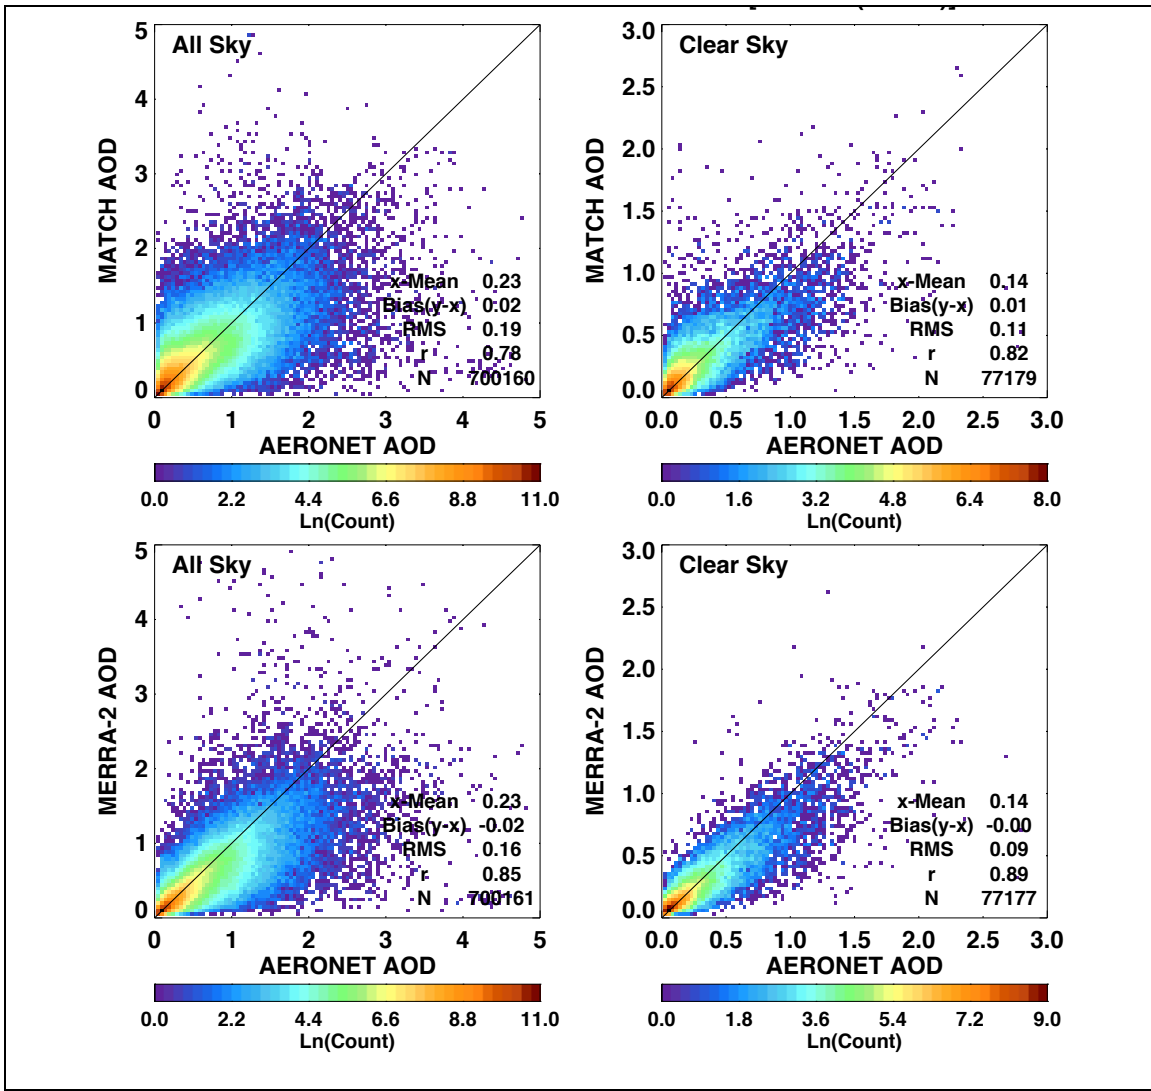 All Sky
5
4
3
2
1
0
MATCH AOD
x-Mean 0.23
Bias(y-x) 0.02
RMS 0.19
r 0.78
N 700160
0 1 2 3 4 5
AERONET AOD
0.0 2.2 4.4 6.6 8.8 11.0
Ln(Count)
Clear Sky
3.0
2.5
2.0
1.5
1.0
0.5
0.0
MATCH AOD
x-Mean 0.14
Bias(y-x) 0.01
RMS 0.11
r 0.82
N 77179
0.0 0.5 1.0 1.5 2.0 2.5 3.0
AERONET AOD
0.0 1.6 3.2 4.8 6.4 8.0
Ln(Count)
All Sky
5
4
3
2
1
0
MERRA-2 AOD
x-Mean 0.23
Bias(y-x) -0.02
RMS 0.16
r 0.85
N 700161
0 1 2 3 4 5
AERONET AOD
0.0 2.2 4.4 6.6 8.8 11.0
Ln(Count)
Clear Sky
3.0
2.5
2.0
1.5
1.0
0.5
0.0
MERRA-2 AOD
x-Mean 0.14
Bias(y-x) -0.00
RMS 0.09
r 0.89
N 77177
0.0 0.5 1.0 1.5 2.0 2.5 3.0
AERONET AOD
0.0 1.8 3.6 5.4 7.2 9.0
Ln(Count)